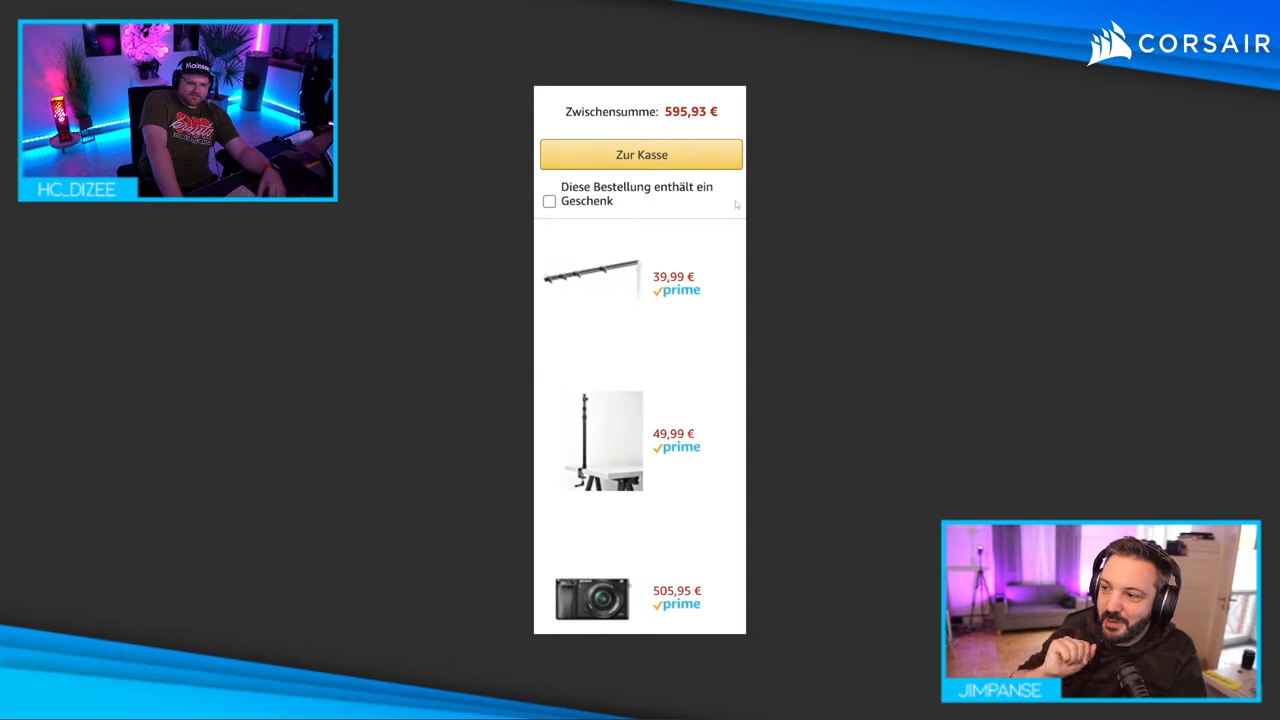 CORSAIR
Moinsen
HC_DIZEE
Zwischensumme: 595,93 €
Zur Kasse
Diese Bestellung enthält ein
Geschenk
39,99 €
prime
49,99 €
prime
505,95 €
prime
JIMPANSE